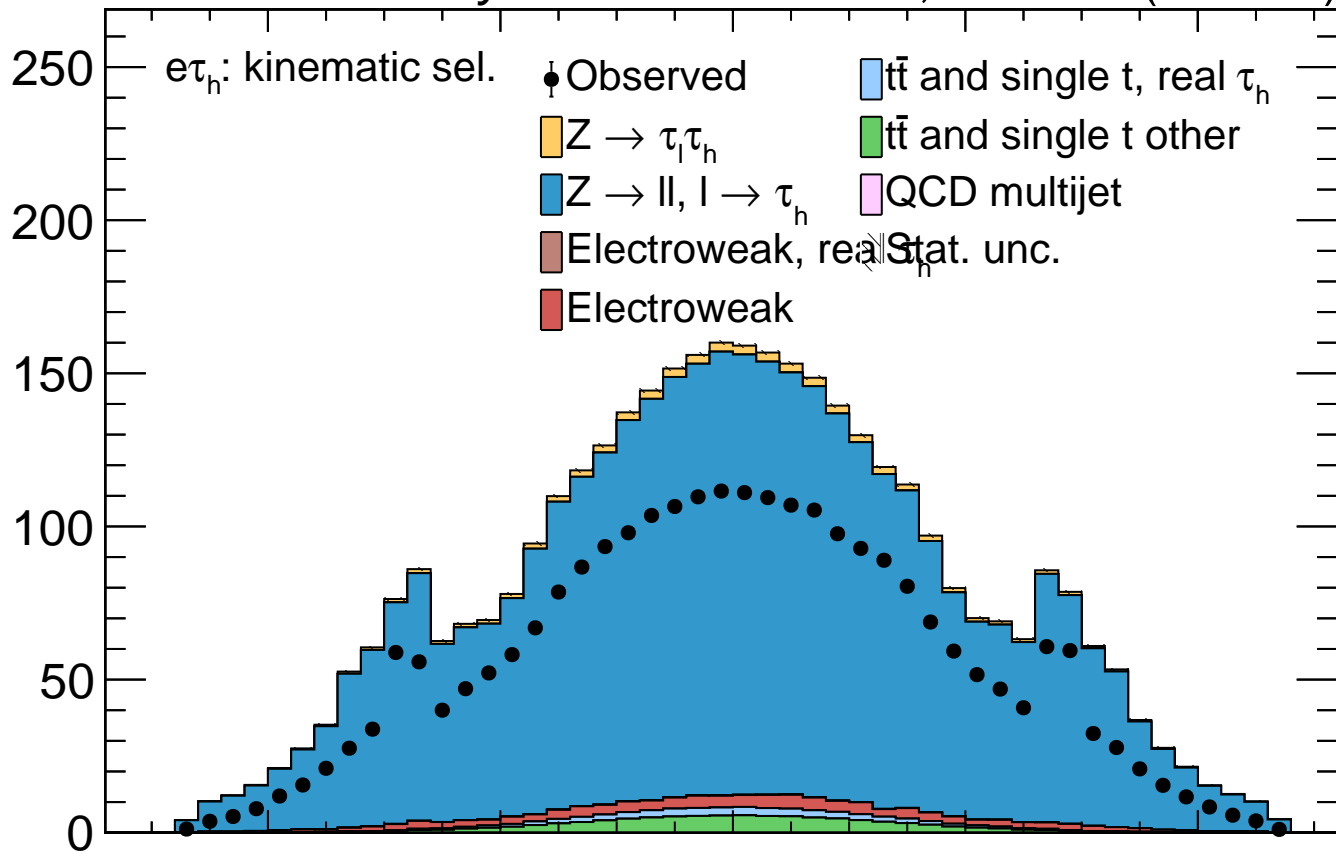 250
200
150
100
50
0
eτh: kinematic sel.
Observed
Z → τlτh
Z → ll, l → τh
Electroweak, real τh
Electroweak
tt̄ and single t, real τh
tt̄ and single t other
QCD multijet
Stat. unc.